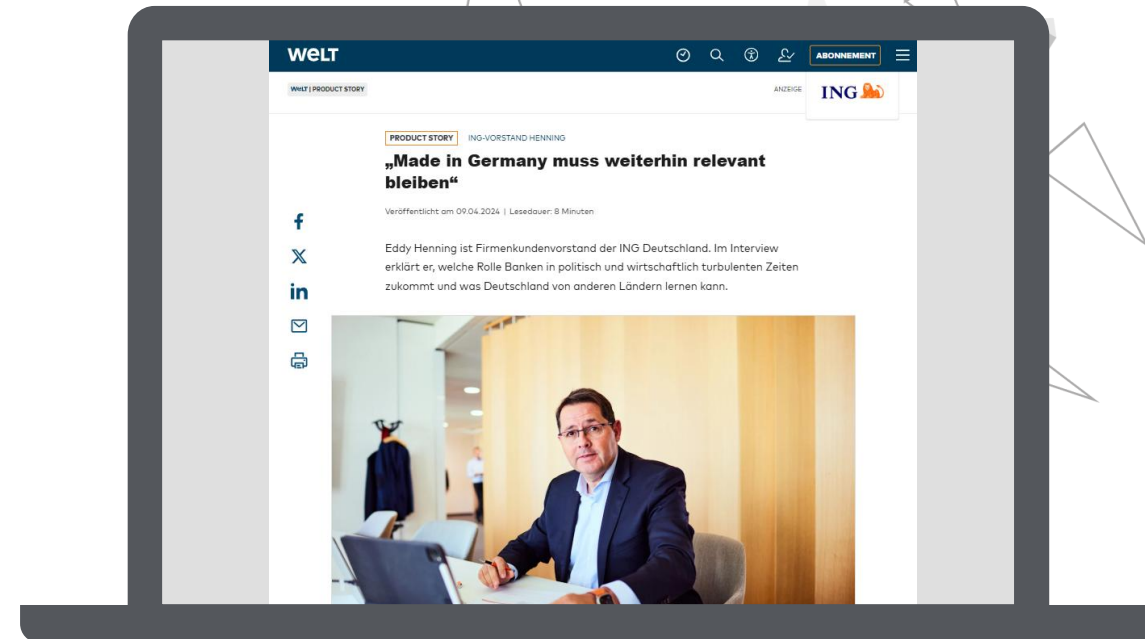 WELT
ABONNEMENT
WELT | PRODUCT STORY
ANZEIGE
ING
PRODUCT STORY ING-VORSTAND HENNING
„Made in Germany muss weiterhin relevant
bleiben“
Veröffentlicht am 09.04.2024 | Lesedauer: 8 Minuten
Eddy Henning ist Firmenkundenvorstand der ING Deutschland. Im Interview
erklärt er, welche Rolle Banken in politisch und wirtschaftlich turbulenten Zeiten
zukommt und was Deutschland von anderen Ländern lernen kann.